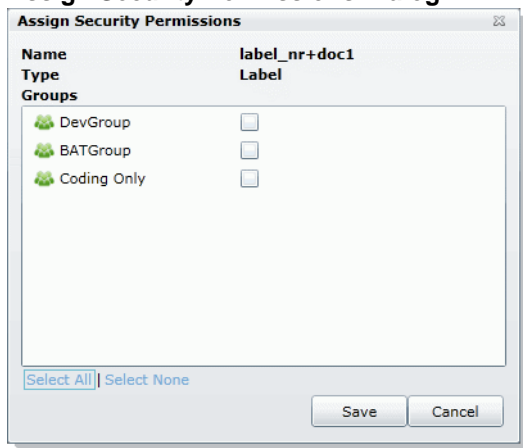 Assign Security Permissions
Name label_nr+doc1
Type Label
Groups
DevGroup
BATGroup
Coding Only
Select All | Select None
Save Cancel